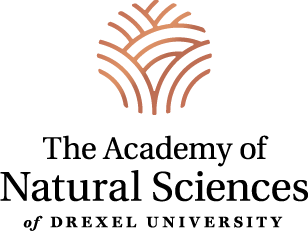 The Academy of
Natural Sciences
of DREXEL UNIVERSITY